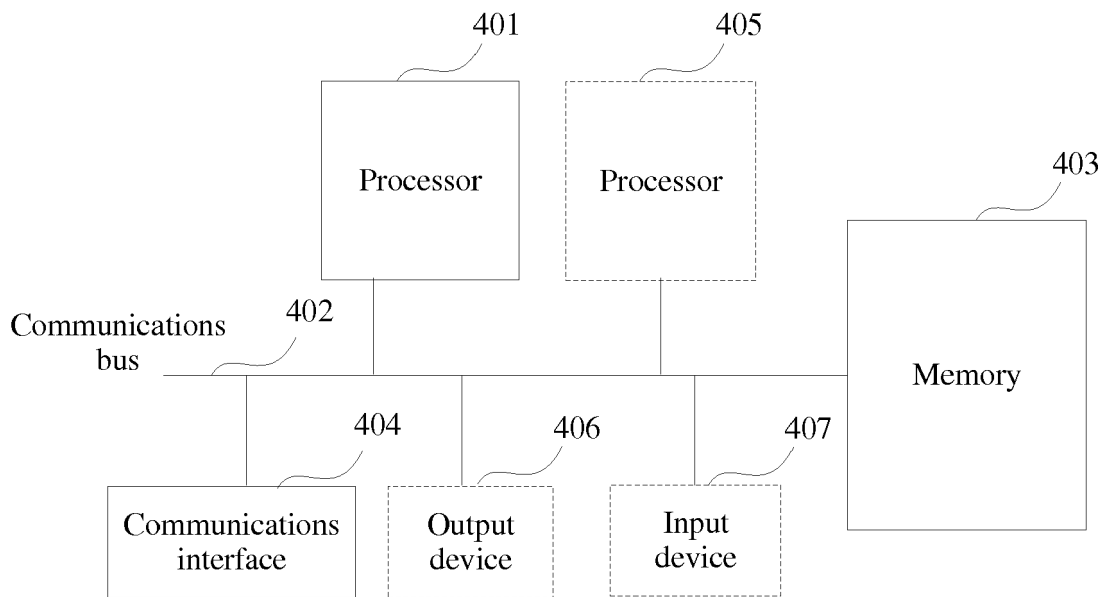 401
405
Processor
Processor
403
Communications
bus
402
Memory
404
406
407
Communications
interface
Output
device
Input
device